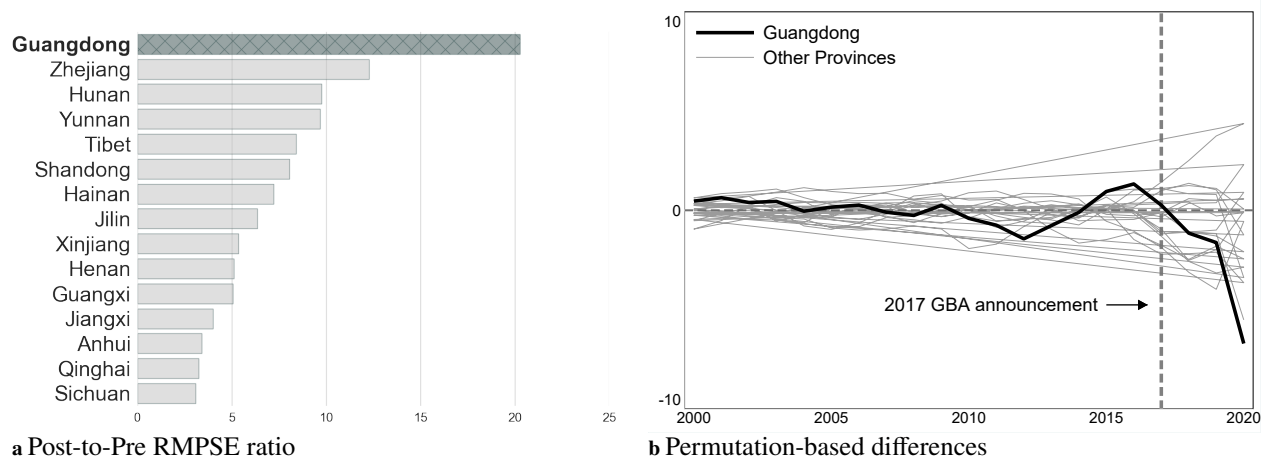 Guangdong
Zhejiang
Hunan
Yunnan
Tibet
Shandong
Hainan
Jilin
Xinjiang
Henan
Guangxi
Jiangxi
Anhui
Qinghai
Sichuan
0 5 10 15 20 25
a Post-to-Pre RMPSE ratio
10
Guangdong
Other Provinces
0
2017 GBA announcement
-10
2000 2005 2010 2015 2020
b Permutation-based differences